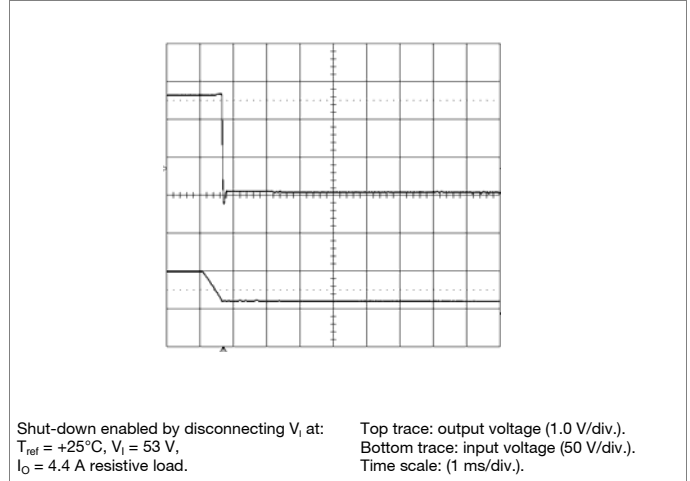 Shut-down enabled by disconnecting VI at:
Tref = +25°C, VI = 53 V,
IO = 4.4 A resistive load.
Top trace: output voltage (1.0 V/div.).
Bottom trace: input voltage (50 V/div.).
Time scale: (1 ms/div.).